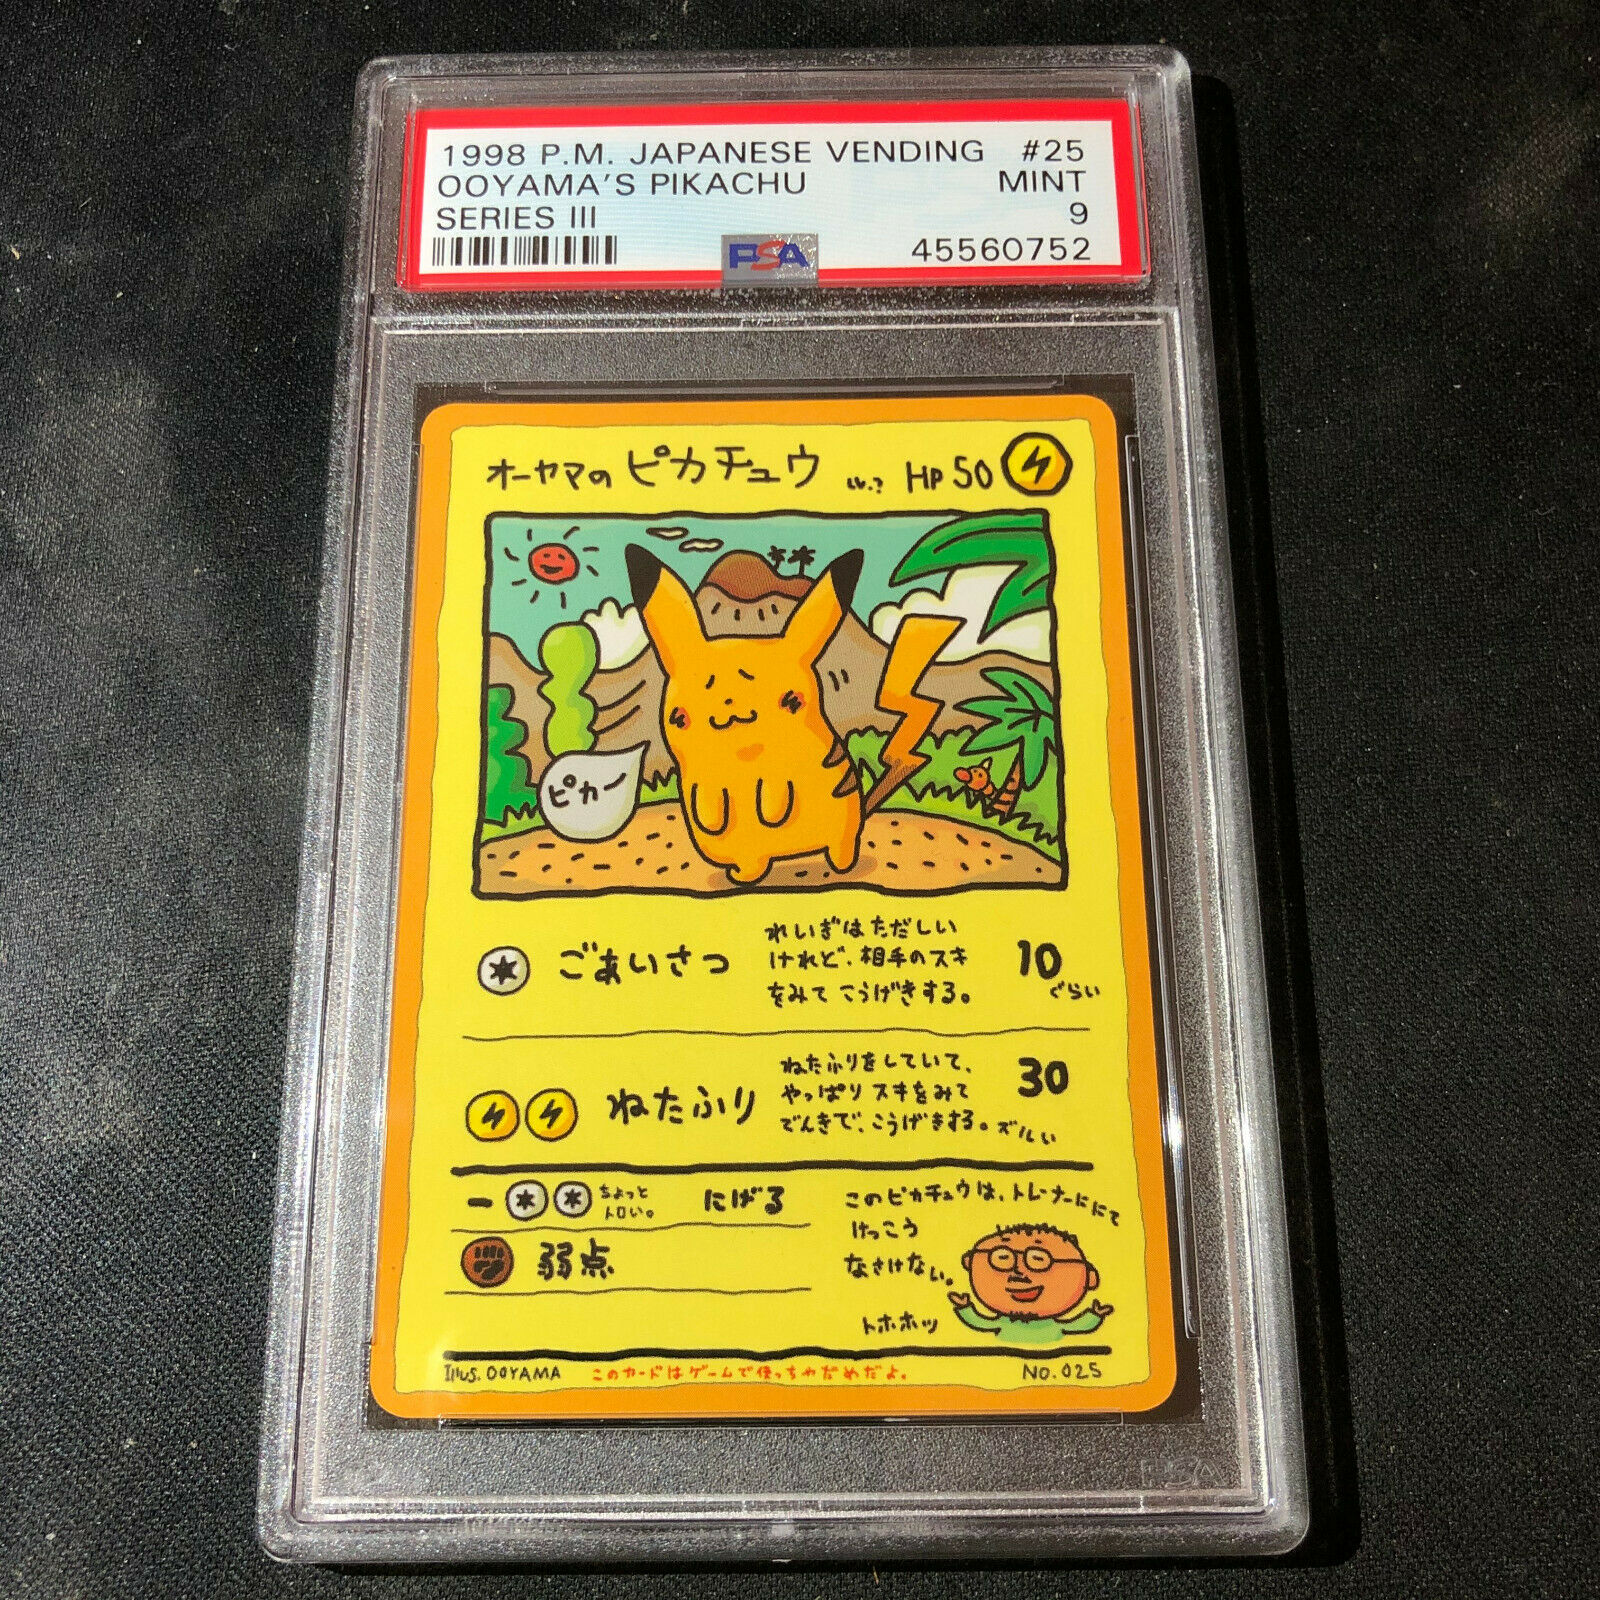 1998 P.M. JAPANESE VENDING #25
OOYAMA'S PIKACHU MINT
SERIES III 9
PSA 45560752
オーヤマの ピカチュウ Lv.? HP 50
ピカー
ごあいさつ
れいぎはただしい
けれど、相手のスキ
をみて こうげきする。
10
ぐらい
ねたふり
ねたふりをしていて、
やっぱり スキをみて
でんきで、こうげきする。ズルい
30
ー ちょっと
トロい。
にげる
弱点
このピカチュウは、トレーナーににて
けっこう
なさけない。
トホホッ
Illus. OOYAMA このカードはゲームで使っちゃだめだよ。 NO. 025
PSA